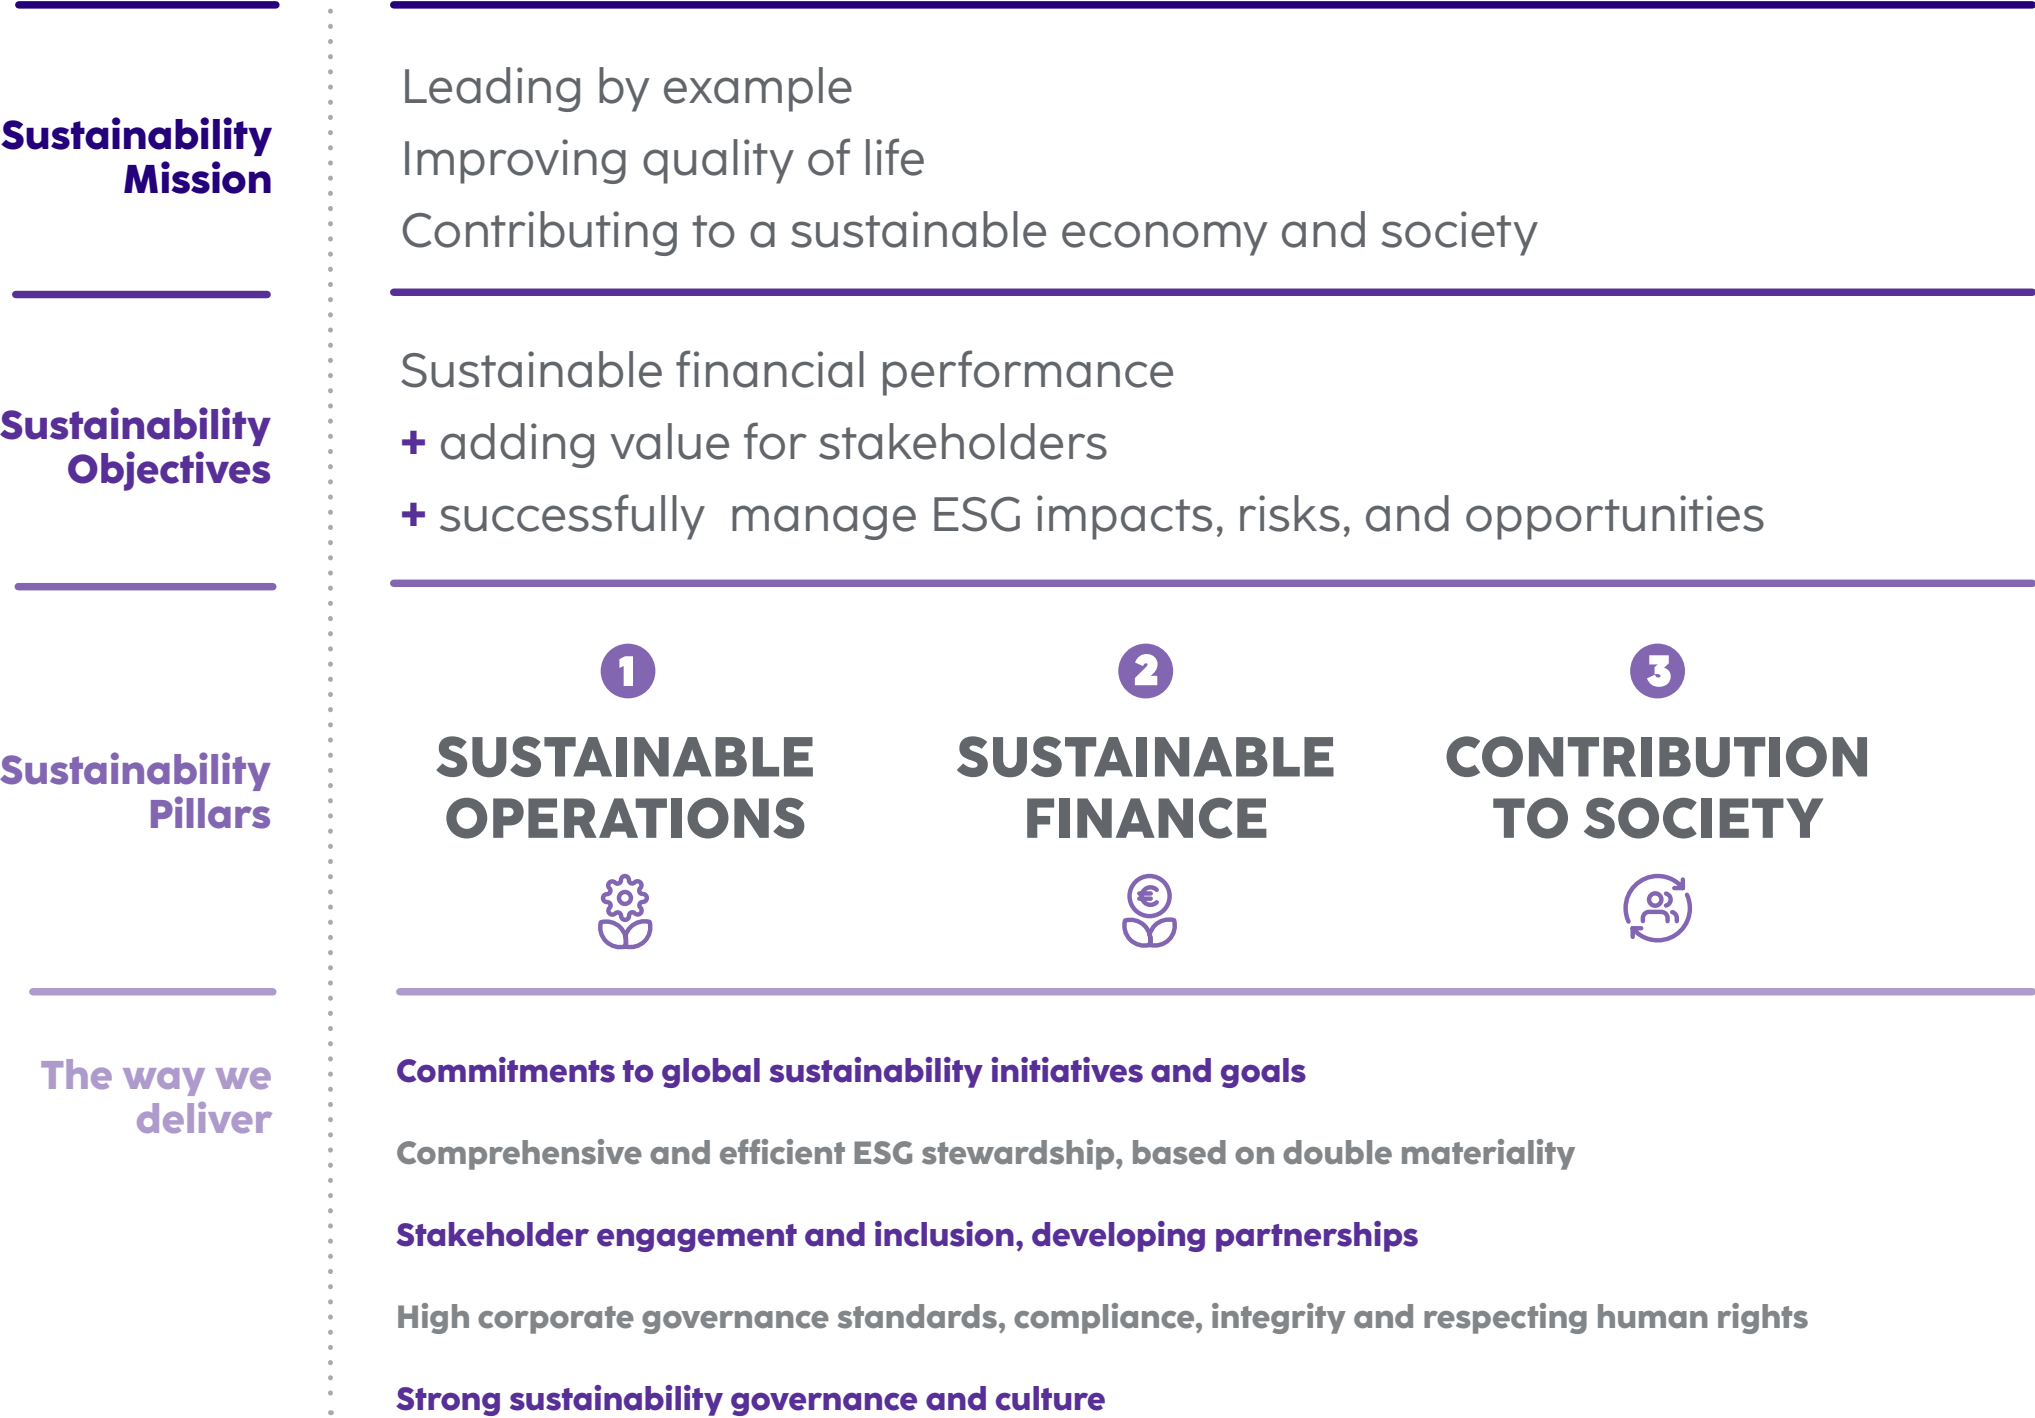 Sustainability
Mission
Leading by example
Improving quality of life
Contributing to a sustainable economy and society
Sustainability
Objectives
Sustainable financial performance
+ adding value for stakeholders
+ successfully  manage ESG impacts, risks, and opportunities
Sustainability
Pillars
1
SUSTAINABLE
OPERATIONS
2
SUSTAINABLE
FINANCE
€
3
CONTRIBUTION
TO SOCIETY
The way we
deliver
Commitments to global sustainability initiatives and goals
Comprehensive and efficient ESG stewardship, based on double materiality
Stakeholder engagement and inclusion, developing partnerships
High corporate governance standards, compliance, integrity and respecting human rights
Strong sustainability governance and culture